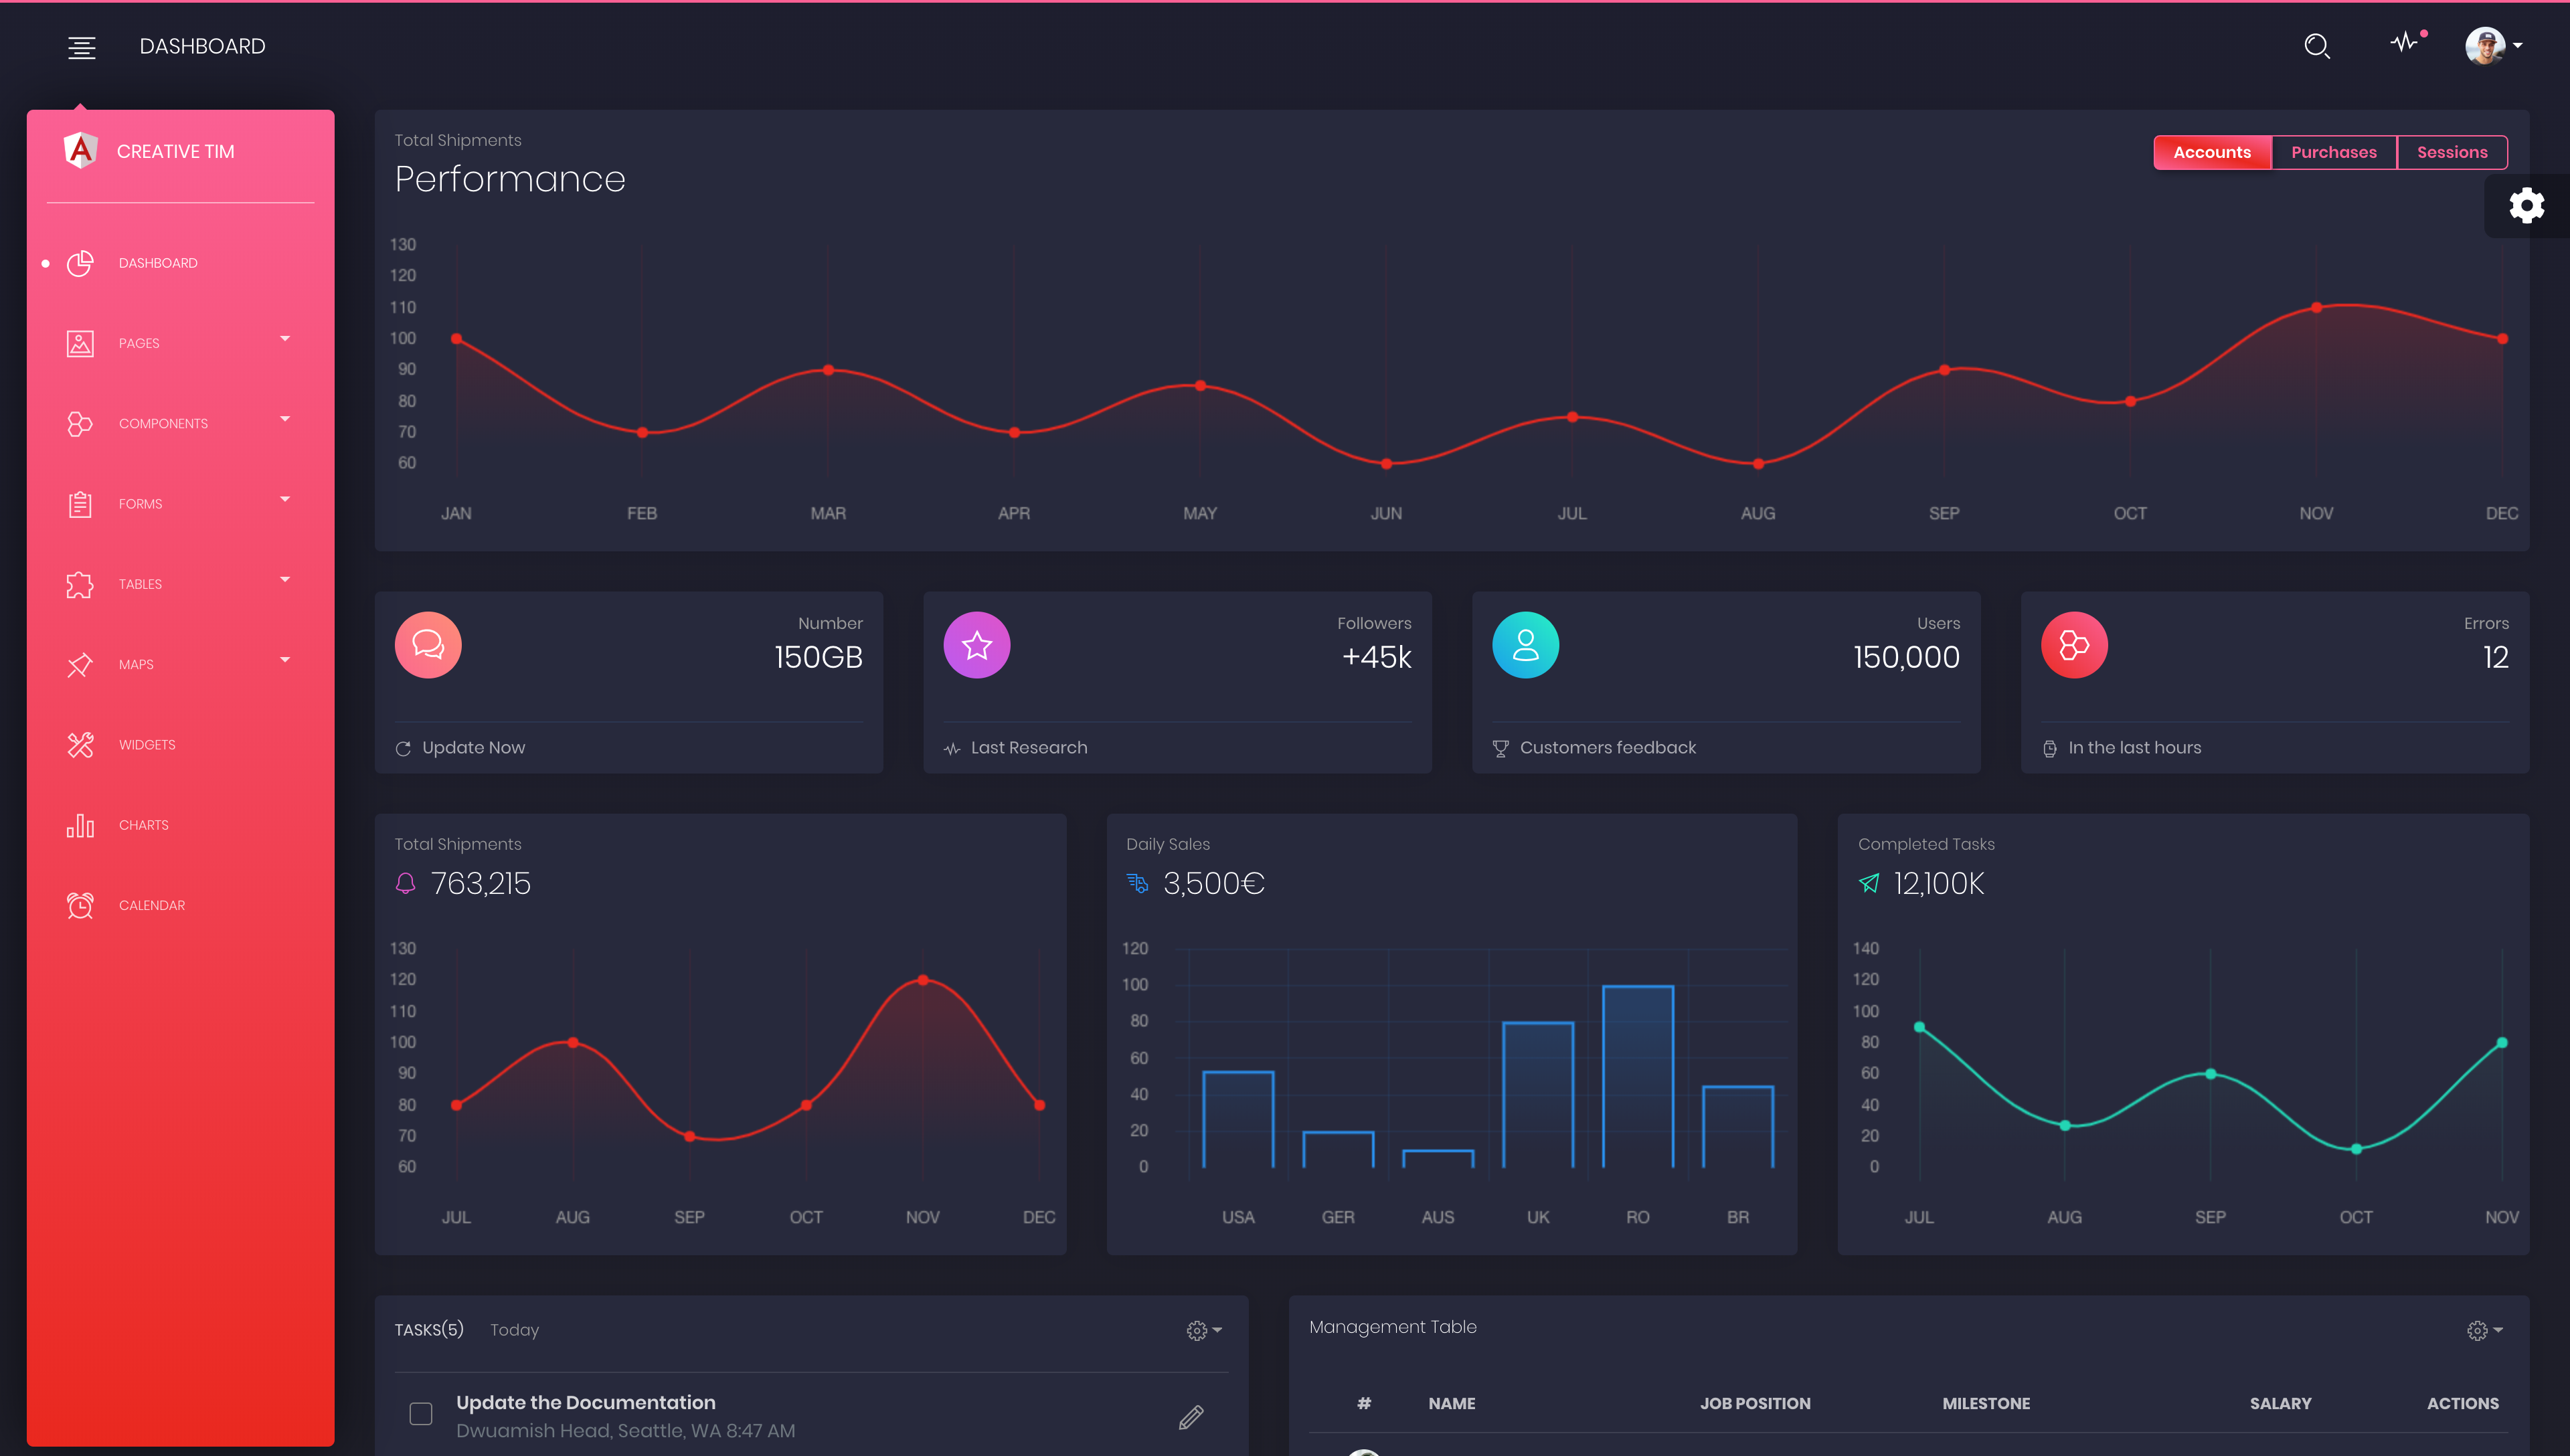 DASHBOARD
CREATIVE TIM
DASHBOARD
PAGES
COMPONENTS
FORMS
TABLES
MAPS
WIDGETS
CHARTS
CALENDAR
Total Shipments
Performance
Accounts Purchases Sessions
130
120
110
100
90
80
70
60
JAN FEB MAR APR MAY JUN JUL AUG SEP OCT NOV DEC
Number
150GB
Update Now
Followers
+45k
Last Research
Users
150,000
Customers feedback
Errors
12
In the last hours
Total Shipments
763,215
130
120
110
100
90
80
70
60
JUL AUG SEP OCT NOV DEC
Daily Sales
3,500€
120
100
80
60
40
20
0
USA GER AUS UK RO BR
Completed Tasks
12,100K
140
120
100
80
60
40
20
0
JUL AUG SEP OCT NOV
TASKS(5) Today
Update the Documentation
Dwuamish Head, Seattle, WA 8:47 AM
Management Table
# NAME JOB POSITION MILESTONE SALARY ACTIONS